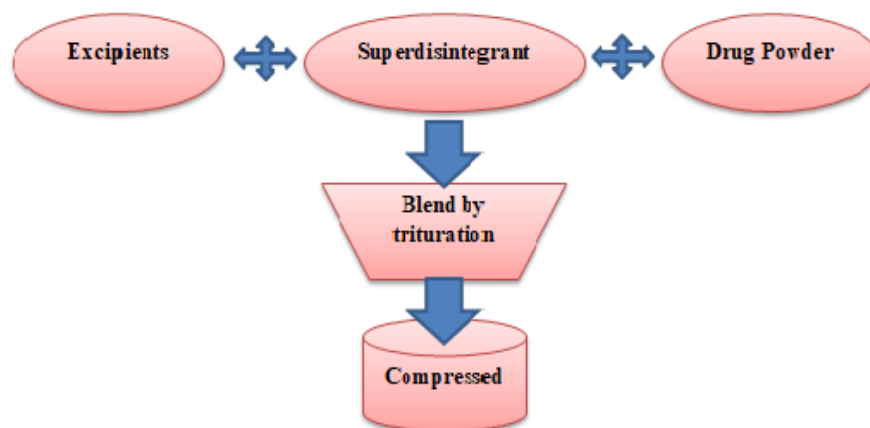 Excipients
Superdisintegrant
Drug Powder
Blend by
trituration
Compressed